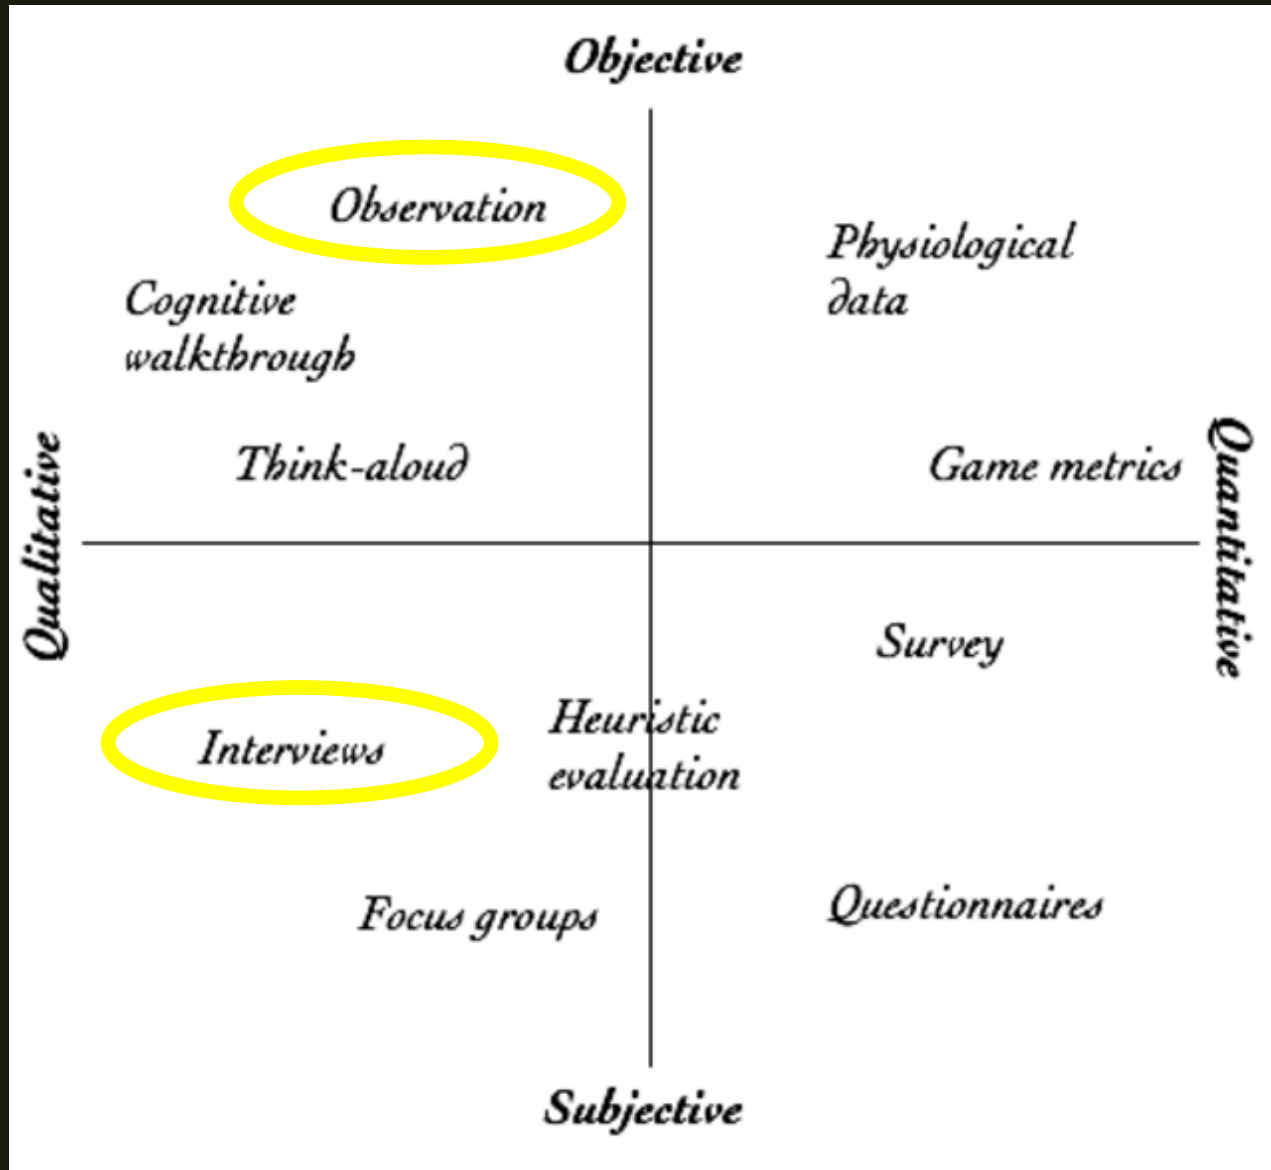 Objective
Observation
Physiological
data
Cognitive
walkthrough
Think-aloud
Game metrics
Qualitative
Quantitative
Survey
Interviews
Heuristic
evaluation
Focus groups
Questionnaires
Subjective